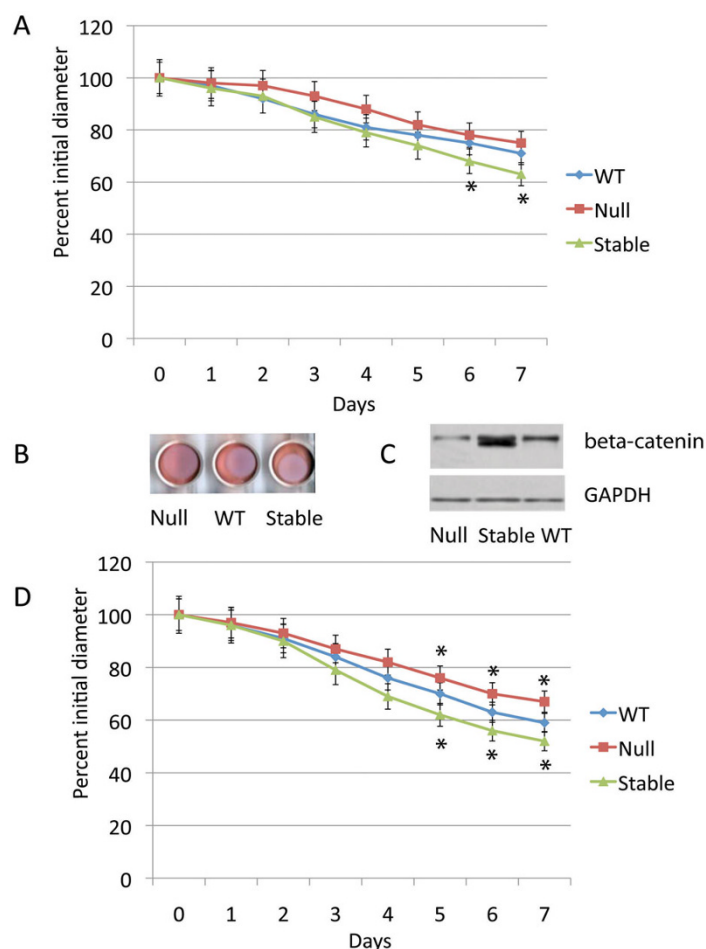 A
Percent initial diameter
120
100
80
60
40
20
0
0 1 2 3 4 5 6 7
Days
WT
Null
Stable
*
*
B
Null WT Stable
C
beta-catenin
GAPDH
Null Stable WT
D
Percent initial diameter
120
100
80
60
40
20
0
0 1 2 3 4 5 6 7
Days
* * *
* * *
WT
Null
Stable